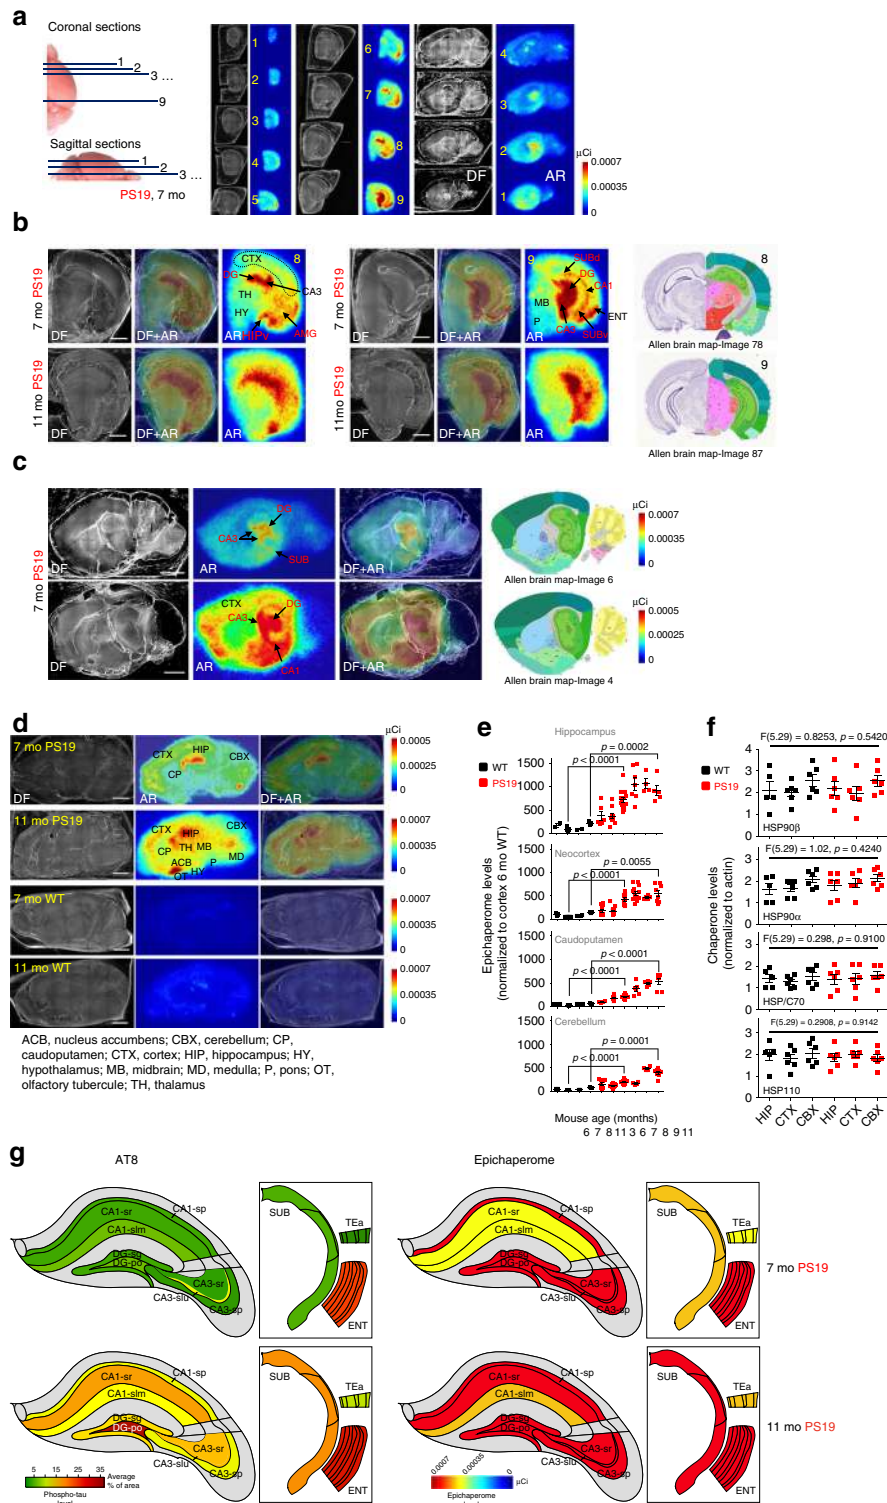 a
Coronal sections
1
2
3 ...
9
Sagittal sections
1
2
3 ...
PS19, 7 mo
1
2
3
4
5
6
7
8
9
DF
4
3
2
1
AR
µCi
0.0007
0.00035
0
b
7 mo PS19
DF
DF+AR
CTX
8
DG
CA3
TH
HY
HIPv
AMG
AR
7 mo PS19
DF
DF+AR
9
SUBd
DG
CA1
MB
ENT
P
CA3
SUBv
AR
8
Allen brain map-Image 78
11 mo PS19
DF
DF+AR
AR
11mo PS19
DF
DF+AR
AR
9
Allen brain map-Image 87
c
7 mo PS19
DF
DG
CA3
SUB
AR
DF+AR
Allen brain map-Image 6
µCi
0.0007
0.00035
0
DF
CTX
DG
CA3
CA1
AR
DF+AR
Allen brain map-Image 4
0.0005
0.00025
0
d
7 mo PS19
CTX
HIP
CBX
CP
AR
DF+AR
µCi
0.0005
0.00025
0
11 mo PS19
CTX
HIP
CBX
CP
TH
MB
ACB
P
MD
OT
HY
0.0007
0.00035
0
7 mo WT
0.0007
0.00035
0
11 mo WT
0.0007
0.00035
0
ACB, nucleus accumbens; CBX, cerebellum; CP,
caudoputamen; CTX, cortex; HIP, hippocampus; HY,
hypothalamus; MB, midbrain; MD, medulla; P, pons; OT,
olfactory tubercule; TH, thalamus
e
WT
PS19
Epichaperome levels
(normalized to cortex 6 mo WT)
Hippocampus
p = 0.0002
p < 0.0001
1500
1000
500
0
Neocortex
p = 0.0055
p < 0.0001
1500
1000
500
0
Caudoputamen
p < 0.0001
p < 0.0001
1500
1000
500
0
Cerebellum
p = 0.0001
p < 0.0001
1500
1000
500
0
Mouse age (months)
6 7 8 11 3 6 7 8 9 11
f
WT
PS19
Chaperone levels
(normalized to actin)
F(5.29) = 0.8253, p = 0.5420
4
3
2
1
0
HSP90β
F(5.29) = 1.02, p = 0.4240
3
2
1
0
HSP90α
F(5.29) = 0.298, p = 0.9100
3
2
1
0
HSP/C70
F(5.29) = 0.2908, p = 0.9142
3
2
1
0
HSP110
HIP
CTX
CBX
HIP
CTX
CBX
g
AT8
Epichaperome
CA1-sr
CA1-sp
CA1-slm
DG-sg
DG-po
CA3-sr
CA3-slu
CA3-sp
SUB
TEa
ENT
CA1-sr
CA1-sp
CA1-slm
DG-sg
DG-po
CA3-sr
CA3-slu
CA3-sp
SUB
TEa
ENT
7 mo PS19
CA1-sr
CA1-sp
CA1-slm
DG-sg
DG-po
CA3-sr
CA3-slu
CA3-sp
SUB
TEa
ENT
CA1-sr
CA1-sp
CA1-slm
DG-sg
DG-po
CA3-sr
CA3-slu
CA3-sp
SUB
TEa
ENT
11 mo PS19
5 15 25 35
Average
% of area
Phospho-tau
0.0007
0.00035
0
µCi
Epichaperome